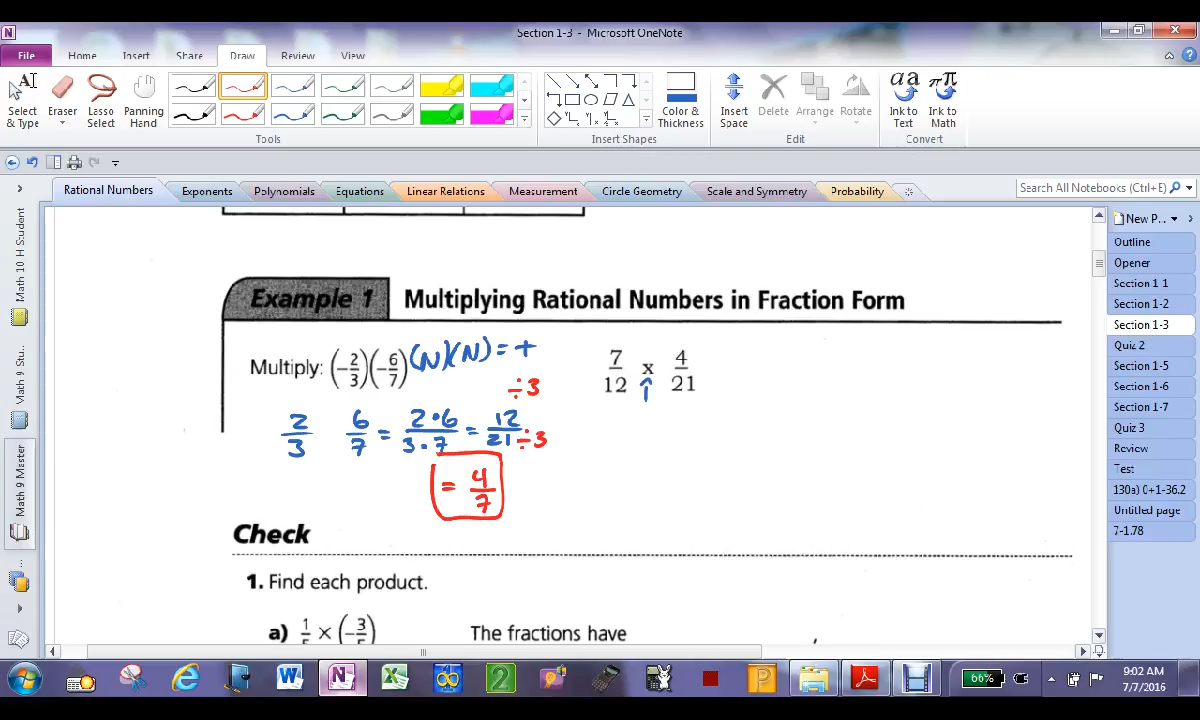 Section 1-3 - Microsoft OneNote
File Home Insert Share Draw Review View
Select & Type
Eraser
Lasso Select
Panning Hand
Color & Thickness
Insert Space
Delete
Arrange
Rotate
Ink to Text
Ink to Math
Tools
Insert Shapes
Edit
Convert
Rational Numbers Exponents Polynomials Equations Linear Relations Measurement Circle Geometry Scale and Symmetry Probability
Search All Notebooks (Ctrl+E)
Math 10 H Student
Math 9 Stu...
Math 9 Master
New P...
Outline
Opener
Section 1-1
Section 1-2
Section 1-3
Quiz 2
Section 1-5
Section 1-6
Section 1-7
Quiz 3
Review
Test
130a) 0+1-36.2
Untitled page
7-1.78
Example 1 Multiplying Rational Numbers in Fraction Form
Multiply: (-2/3)(-6/7) (N)(N) = +
7/12 x 4/21
÷3
2/3 6/7 = 2·6/3·7 = 12/21 ÷3
= 4/7
Check
1. Find each product.
a) 1/5 × (-3/5) The fractions have
66%
9:02 AM
7/7/2016